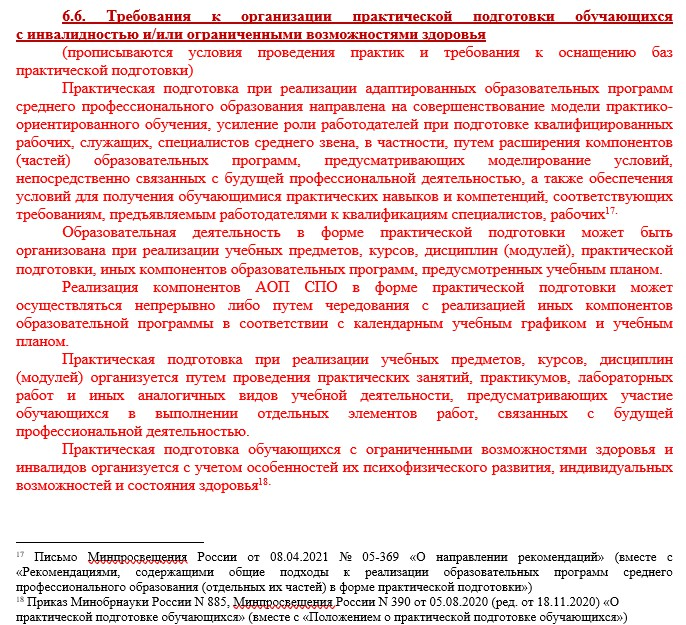 6.6. Требования к организации практической подготовки обучающихся
с инвалидностью и/или ограниченными возможностями здоровья
(прописываются условия проведения практик и требования к оснащению баз
практической подготовки)
Практическая подготовка при реализации адаптированных образовательных программ
среднего профессионального образования направлена на совершенствование модели практико-
ориентированного обучения, усиление роли работодателей при подготовке квалифицированных
рабочих, служащих, специалистов среднего звена, в частности, путем расширения компонентов
(частей) образовательных программ, предусматривающих моделирование условий,
непосредственно связанных с будущей профессиональной деятельностью, а также обеспечения
условий для получения обучающимися практических навыков и компетенций, соответствующих
требованиям, предъявляемым работодателями к квалификациям специалистов, рабочих17.
Образовательная деятельность в форме практической подготовки может быть
организована при реализации учебных предметов, курсов, дисциплин (модулей), практической
подготовки, иных компонентов образовательных программ, предусмотренных учебным планом.
Реализация компонентов АОП СПО в форме практической подготовки может
осуществляться непрерывно либо путем чередования с реализацией иных компонентов
образовательной программы в соответствии с календарным учебным графиком и учебным
планом.
Практическая подготовка при реализации учебных предметов, курсов, дисциплин
(модулей) организуется путем проведения практических занятий, практикумов, лабораторных
работ и иных аналогичных видов учебной деятельности, предусматривающих участие
обучающихся в выполнении отдельных элементов работ, связанных с будущей
профессиональной деятельностью.
Практическая подготовка обучающихся с ограниченными возможностями здоровья и
инвалидов организуется с учетом особенностей их психофизического развития, индивидуальных
возможностей и состояния здоровья18.
17 Письмо Минпросвещения России от 08.04.2021 № 05-369 «О направлении рекомендаций» (вместе с
«Рекомендациями, содержащими общие подходы к реализации образовательных программ среднего
профессионального образования (отдельных их частей) в форме практической подготовки»)
18 Приказ Минобрнауки России N 885, Минпросвещения России N 390 от 05.08.2020 (ред. от 18.11.2020) «О
практической подготовке обучающихся» (вместе с «Положением о практической подготовке обучающихся»)